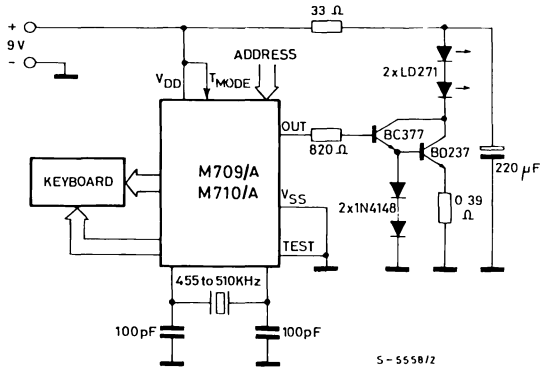 +
9V
-
33 Ω
ADDRESS
VDD
TMODE
2xLD271
OUT
820 Ω
BC377
BD237
220 µF
M709/A
M710/A
KEYBOARD
VSS
2x1N4148
0.39
Ω
TEST
455 to 510KHz
100pF
100pF
S-5558/2